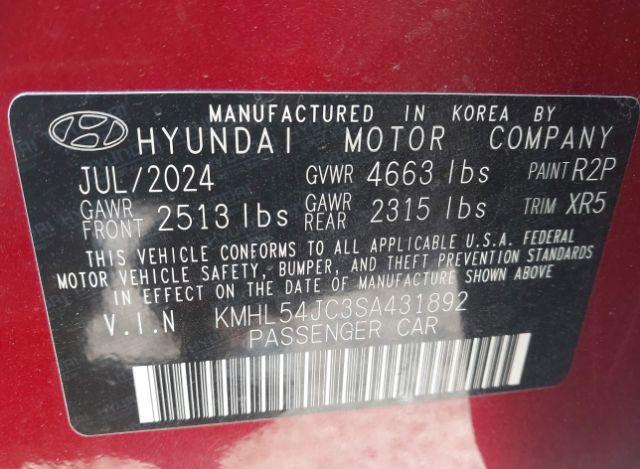 MANUFACTURED IN KOREA BY
HYUNDAI MOTOR COMPANY
JUL/2024 GVWR 4663 lbs PAINT R2P
GAWR FRONT 2513 lbs GAWR REAR 2315 lbs TRIM XR5
THIS VEHICLE CONFORMS TO ALL APPLICABLE U.S.A. FEDERAL
MOTOR VEHICLE SAFETY, BUMPER, AND THEFT PREVENTION STANDARDS
IN EFFECT ON THE DATE OF MANUFACTURE SHOWN ABOVE
V.I.N KMHL54JC3SA431892
PASSENGER CAR